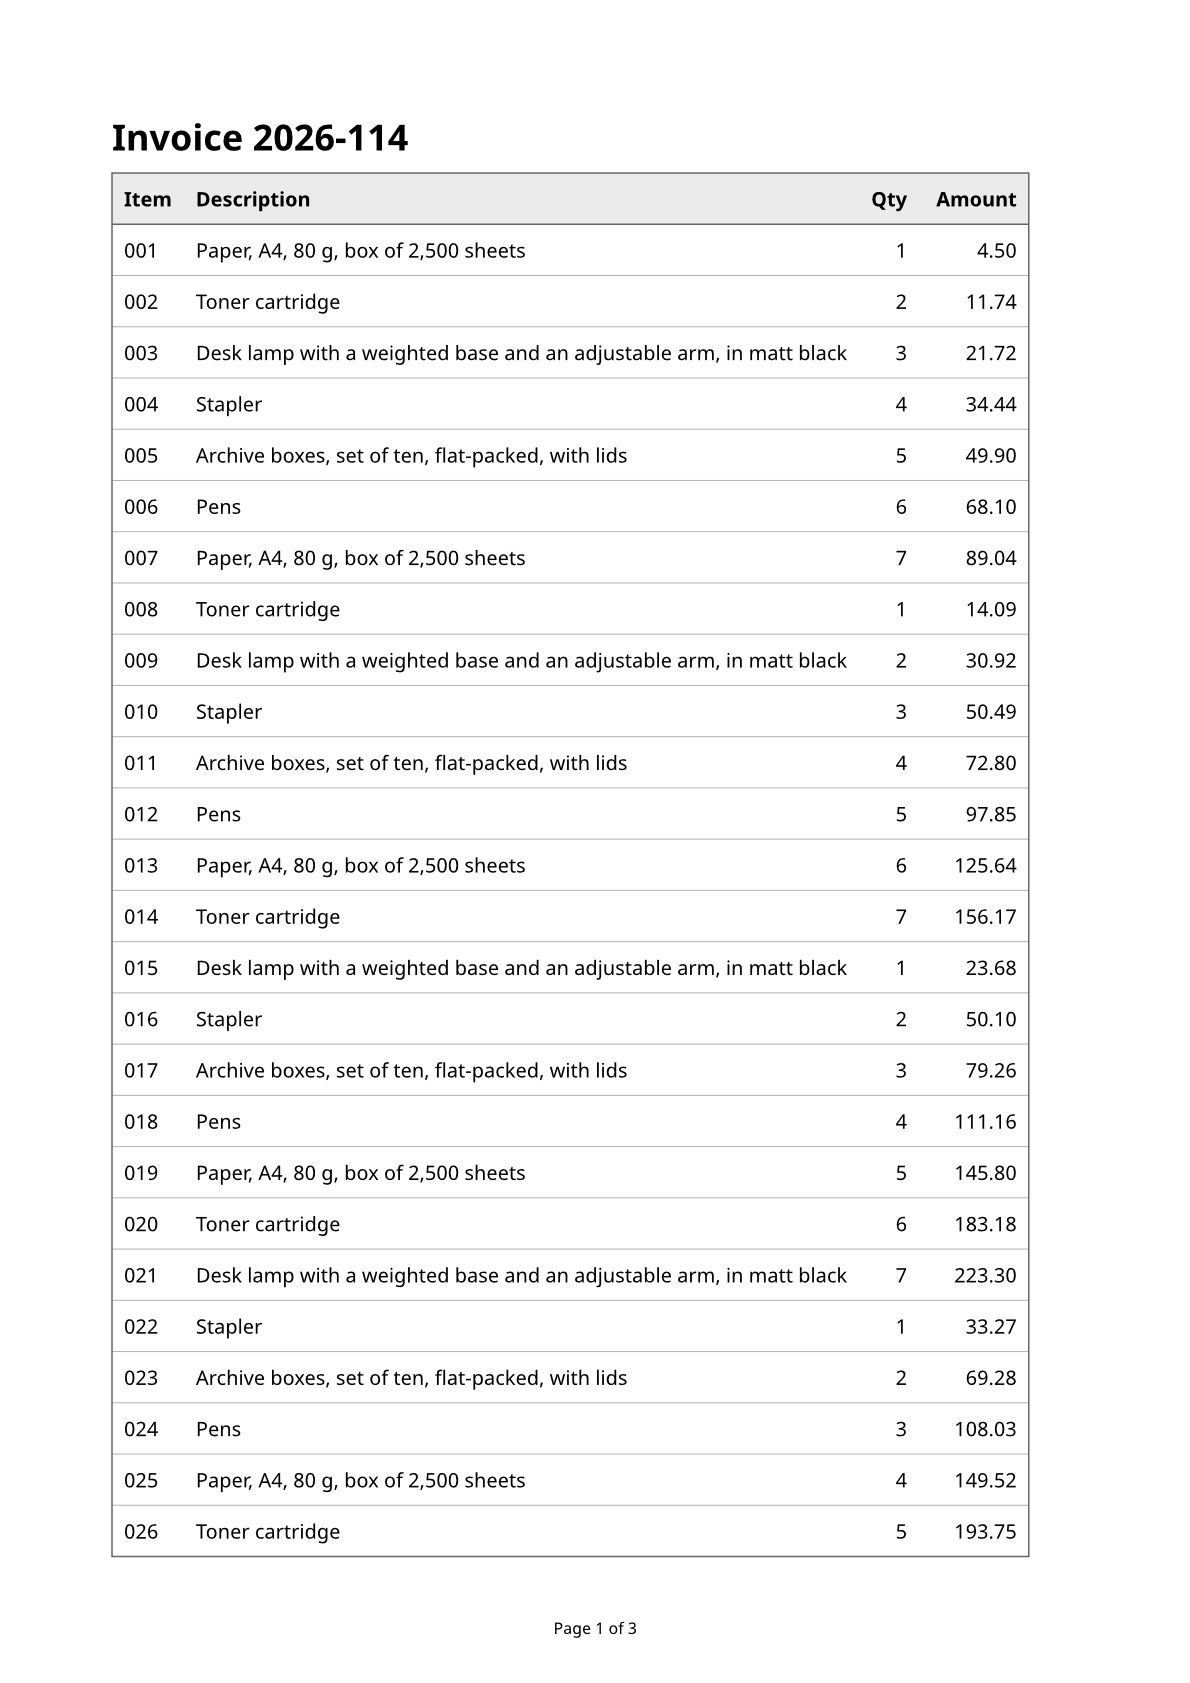 Invoice 2026-114
Item Description Qty Amount
001 Paper, A4, 80 g, box of 2,500 sheets 1 4.50
002 Toner cartridge 2 11.74
003 Desk lamp with a weighted base and an adjustable arm, in matt black 3 21.72
004 Stapler 4 34.44
005 Archive boxes, set of ten, flat-packed, with lids 5 49.90
006 Pens 6 68.10
007 Paper, A4, 80 g, box of 2,500 sheets 7 89.04
008 Toner cartridge 1 14.09
009 Desk lamp with a weighted base and an adjustable arm, in matt black 2 30.92
010 Stapler 3 50.49
011 Archive boxes, set of ten, flat-packed, with lids 4 72.80
012 Pens 5 97.85
013 Paper, A4, 80 g, box of 2,500 sheets 6 125.64
014 Toner cartridge 7 156.17
015 Desk lamp with a weighted base and an adjustable arm, in matt black 1 23.68
016 Stapler 2 50.10
017 Archive boxes, set of ten, flat-packed, with lids 3 79.26
018 Pens 4 111.16
019 Paper, A4, 80 g, box of 2,500 sheets 5 145.80
020 Toner cartridge 6 183.18
021 Desk lamp with a weighted base and an adjustable arm, in matt black 7 223.30
022 Stapler 1 33.27
023 Archive boxes, set of ten, flat-packed, with lids 2 69.28
024 Pens 3 108.03
025 Paper, A4, 80 g, box of 2,500 sheets 4 149.52
026 Toner cartridge 5 193.75
Page 1 of 3